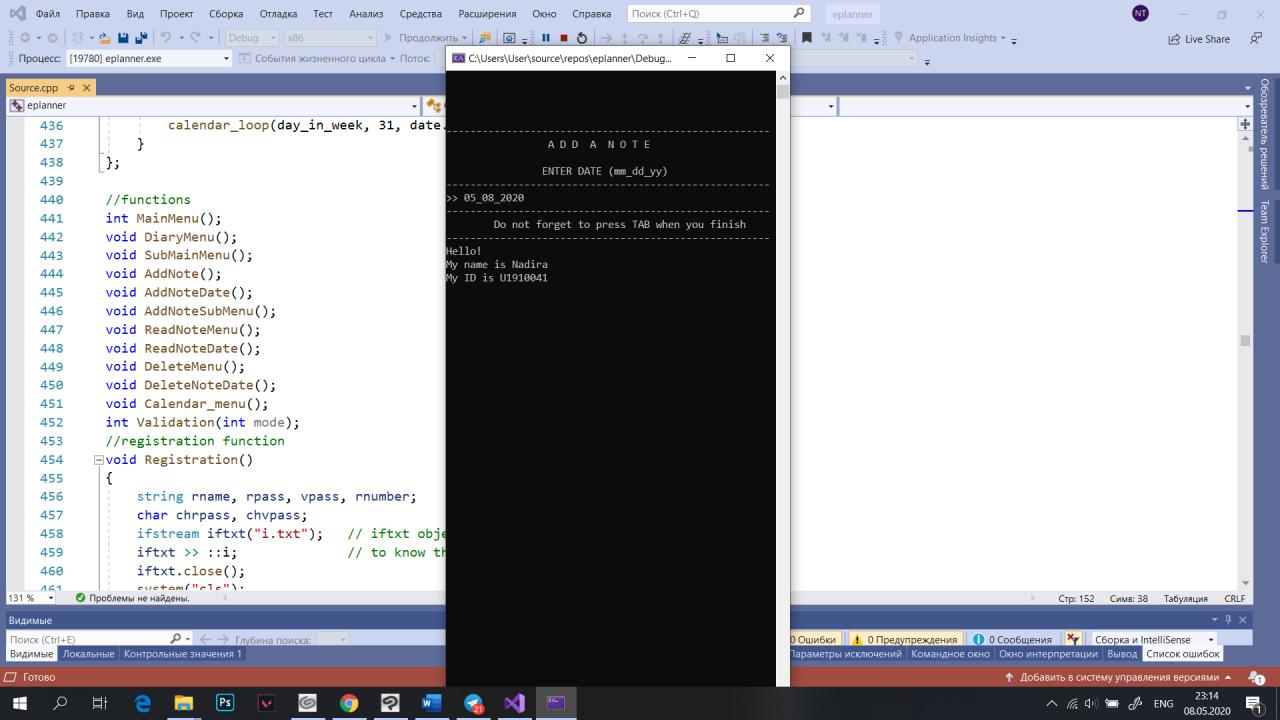 Файл Правка Вид Проект Сборка Отладка Тест Анализ Средства Расширения Окно Справка Поиск (Ctrl+Q) eplanner NT
Debug x86 Продолжить Application Insights Live Share
Процесс: [19780] eplanner.exe События жизненного цикла Поток:
C:\Users\User\source\repos\eplanner\Debug...
Source.cpp
eplanner
436 calendar_loop(day_in_week, 31, date.
437 }
438 };
439
440 //functions
441 int MainMenu();
442 void DiaryMenu();
443 void SubMainMenu();
444 void AddNote();
445 void AddNoteDate();
446 void AddNoteSubMenu();
447 void ReadNoteMenu();
448 void ReadNoteDate();
449 void DeleteMenu();
450 void DeleteNoteDate();
451 void Calendar_menu();
452 int Validation(int mode);
453 //registration function
454 void Registration()
455 {
456 string rname, rpass, vpass, rnumber;
457 char chrpass, chvpass;
458 ifstream iftxt("i.txt"); // iftxt obje
459 iftxt >> ::i; // to know th
460 iftxt.close();
461 system("cls");
-------------------------------------------------------
A D D A N O T E
ENTER DATE (mm_dd_yy)
-------------------------------------------------------
>> 05_08_2020
-------------------------------------------------------
Do not forget to press TAB when you finish
-------------------------------------------------------
Hello!
My name is Nadira
My ID is U1910041
Обозреватель решений
Team Explorer
131 % Проблемы не найдены. Стр: 152 Симв: 38 Табуляция CRLF
Видимые
Поиск (Ctrl+E) Глубина поиска:
Видимые Локальные Контрольные значения 1
0 Ошибки 0 Предупреждения 0 Сообщения Сборка и IntelliSense
Параметры исключений Командное окно Окно интерпретации Вывод Список ошибок
Готово Добавить в систему управления версиями 1
Ps W 21 ENG 23:14
08.05.2020 1